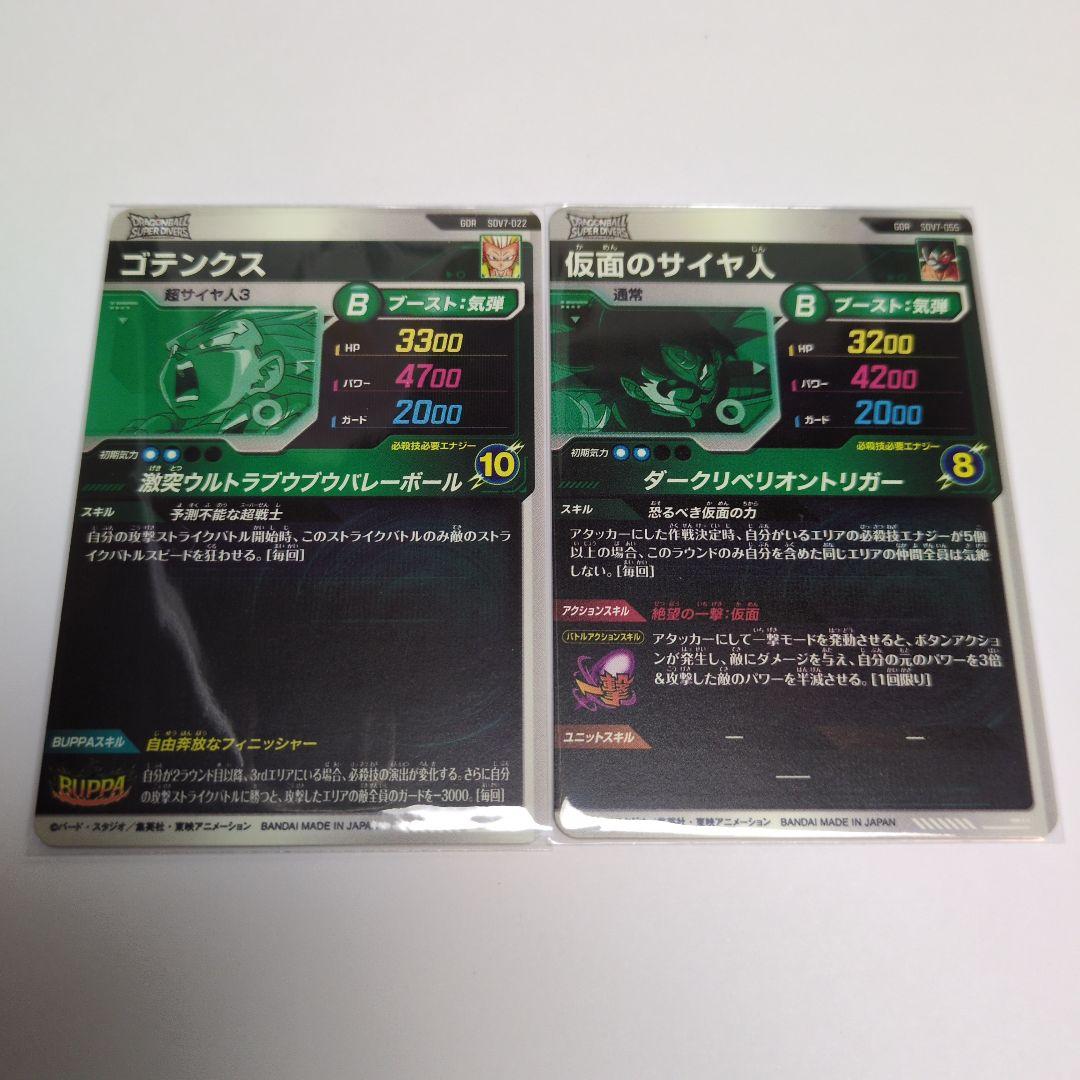 DRAGONBALL SUPER DIVERS
GDR SDV7-022
ゴテンクス
超サイヤ人3
B ブースト:気弾
HP 3300
パワー 4700
ガード 2000
初期気力
必殺技必要エナジー
10
激突ウルトラブウブウバレーボール
スキル 予測不能な超戦士
自分の攻撃ストライクバトル開始時、このストライクバトルのみ敵のストラ
イクバトルスピードを狂わせる。[毎回]
BUPPAスキル 自由奔放なフィニッシャー
BUPPA
自分が2ラウンド目以降、3rdエリアにいる場合、必殺技の演出が変化する。さらに自分
の攻撃ストライクバトルに勝つと、攻撃したエリアの敵全員のガードを-3000。[毎回]
©バード・スタジオ/集英社・東映アニメーション BANDAI MADE IN JAPAN
DRAGONBALL SUPER DIVERS
GDR SDV7-055
仮面のサイヤ人
通常
B ブースト:気弾
HP 3200
パワー 4200
ガード 2000
初期気力
必殺技必要エナジー
8
ダークリベリオントリガー
スキル 恐るべき仮面の力
アタッカーにした作戦決定時、自分がいるエリアの必殺技エナジーが5個
以上の場合、このラウンドのみ自分を含めた同じエリアの仲間全員は気絶
しない。[毎回]
アクションスキル 絶望の一撃:仮面
バトルアクションスキル
一撃
アタッカーにして一撃モードを発動させると、ボタンアクショ
ンが発生し、敵にダメージを与え、自分の元のパワーを3倍
&攻撃した敵のパワーを半減させる。[1回限り]
ユニットスキル — —
—
スタジオ/集英社・東映アニメーション BANDAI MADE IN JAPAN